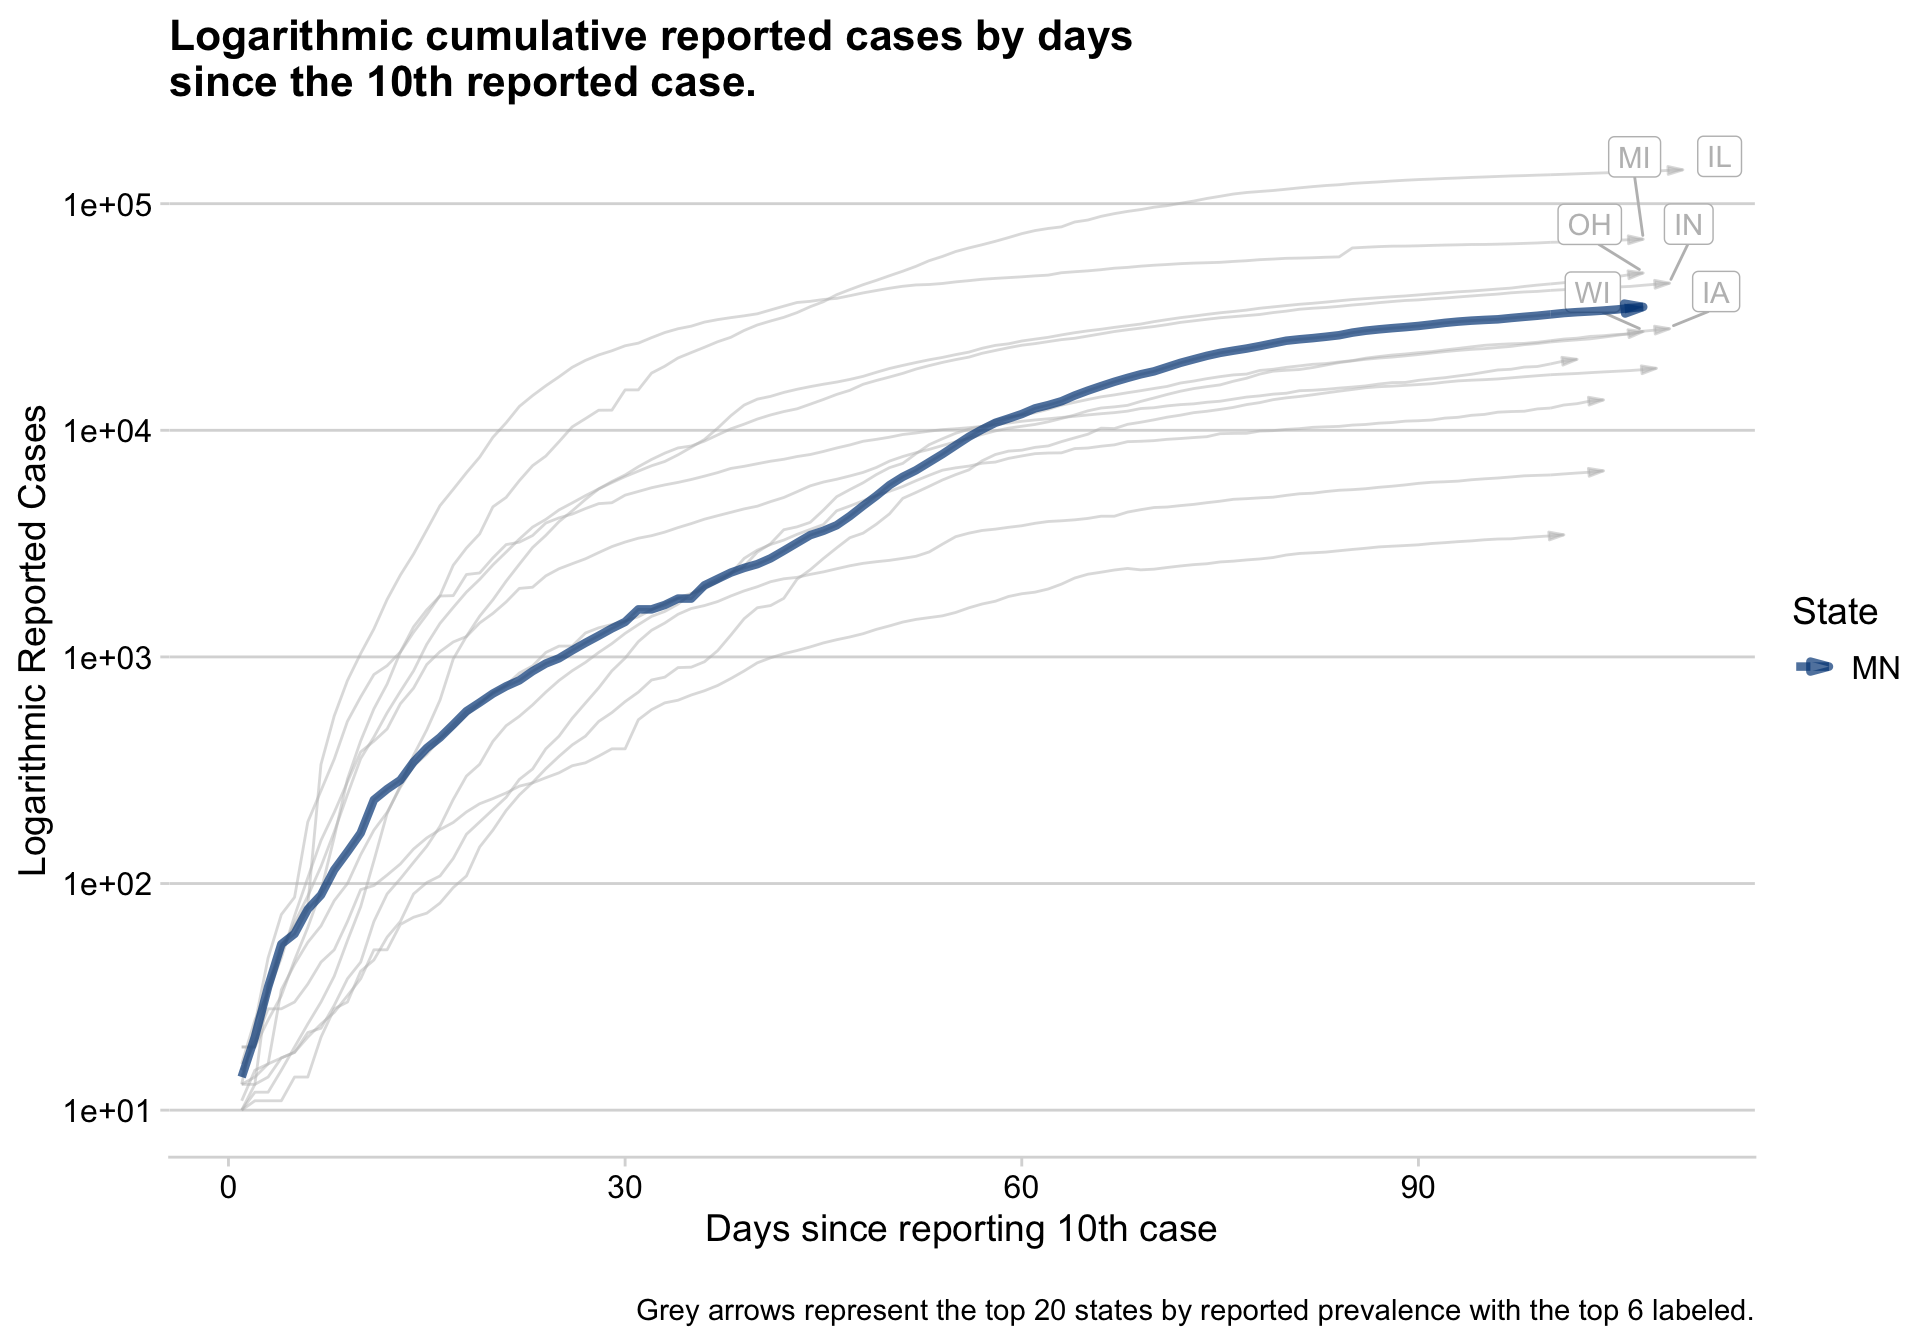 Logarithmic cumulative reported cases by days
since the 10th reported case.
MI
IL
1e+05
OH
IN
WI
IA
1e+04
Logarithmic Reported Cases
State
MN
1e+03
1e+02
1e+01
0
30
60
90
Days since reporting 10th case
Grey arrows represent the top 20 states by reported prevalence with the top 6 labeled.